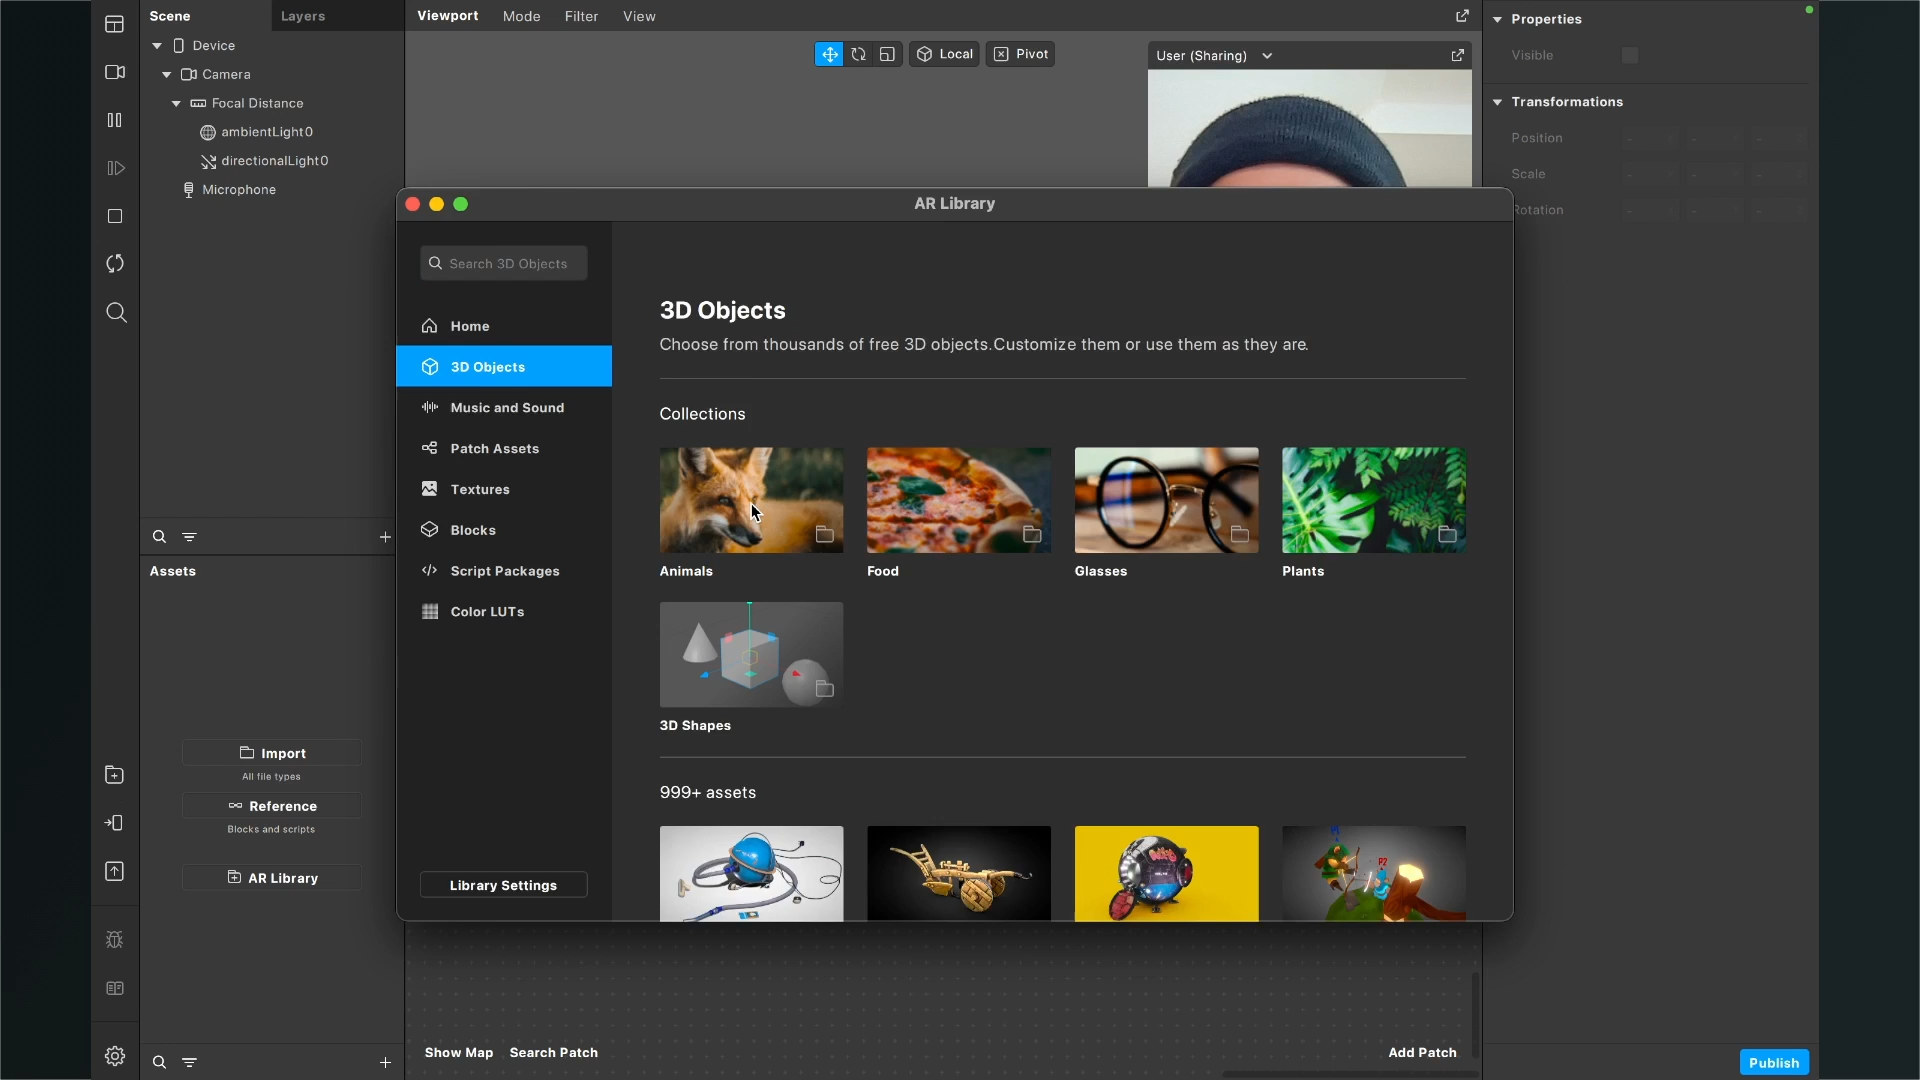 Scene
Layers
Viewport
Mode
Filter
View
Properties
Device
Camera
Focal Distance
ambientLight0
directionalLight0
Microphone
Local
Pivot
User (Sharing)
Visible
Transformations
Position
Scale
Rotation
AR Library
Search 3D Objects
Home
3D Objects
Music and Sound
Patch Assets
Textures
Blocks
Script Packages
Color LUTs
Library Settings
3D Objects
Choose from thousands of free 3D objects.Customize them or use them as they are.
Collections
Animals
Food
Glasses
Plants
3D Shapes
999+ assets
P2
Assets
Import
All file types
Reference
Blocks and scripts
AR Library
Show Map
Search Patch
Add Patch
Publish